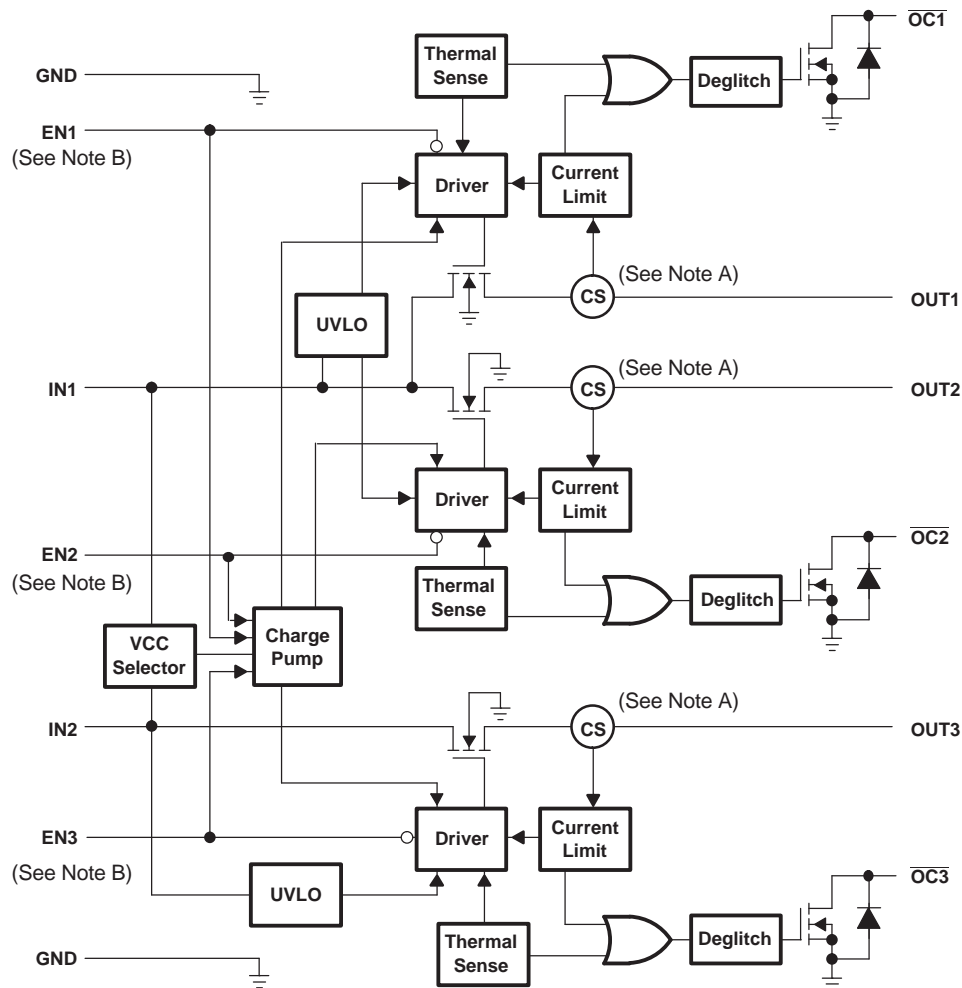 OC1
Thermal
Sense
GND
Deglitch
EN1
(See Note B)
Driver
Current
Limit
(See Note A)
CS
OUT1
UVLO
(See Note A)
IN1
CS
OUT2
Driver
Current
Limit
EN2
(See Note B)
OC2
Thermal
Sense
Deglitch
VCC
Selector
Charge
Pump
(See Note A)
IN2
CS
OUT3
EN3
(See Note B)
Driver
Current
Limit
OC3
UVLO
Thermal
Sense
Deglitch
GND